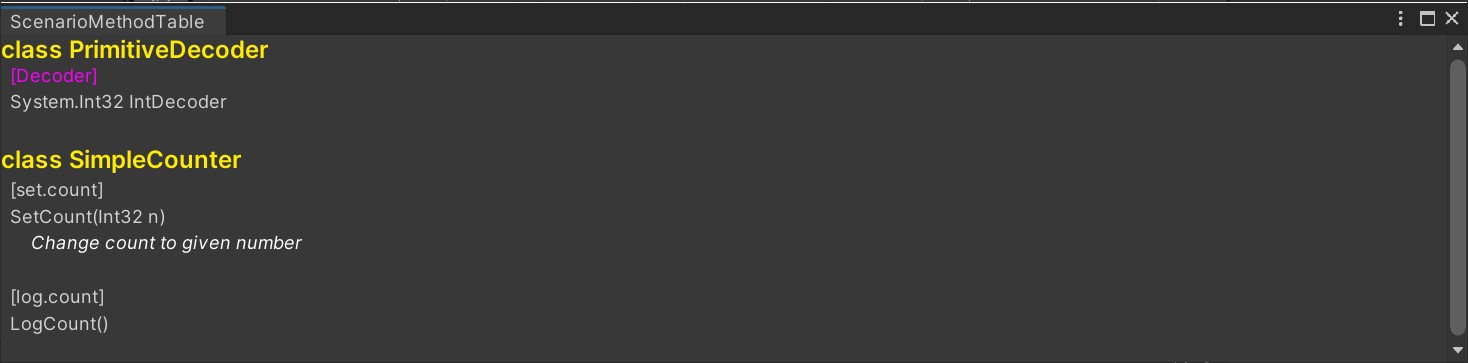 ScenarioMethodTable
class PrimitiveDecoder
[Decoder]
System.Int32 IntDecoder
class SimpleCounter
[set.count]
SetCount(Int32 n)
Change count to given number
[log.count]
LogCount()